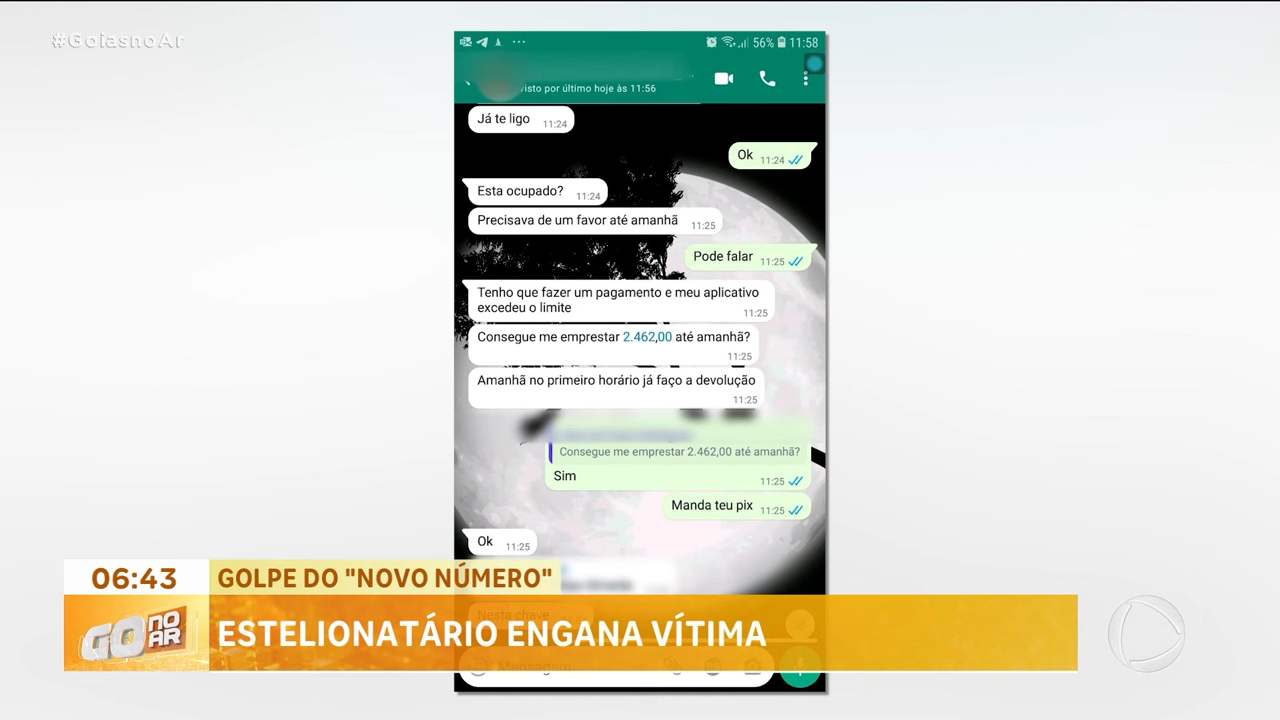 #GoiasnoAr
56% 11:58
visto por último hoje às 11:56
Já te ligo 11:24
Ok 11:24
Esta ocupado? 11:24
Precisava de um favor até amanhã 11:25
Pode falar 11:25
Tenho que fazer um pagamento e meu aplicativo
excedeu o limite
11:25
Consegue me emprestar 2.462,00 até amanhã?
11:25
Amanhã no primeiro horário já faço a devolução
11:25
Consegue me emprestar 2.462,00 até amanhã?
Sim
11:25
Manda teu pix 11:25
Ok 11:25
Nesta chave
Mensagem
06:43
GOLPE DO "NOVO NÚMERO"
GO NO AR
ESTELIONATÁRIO ENGANA VÍTIMA